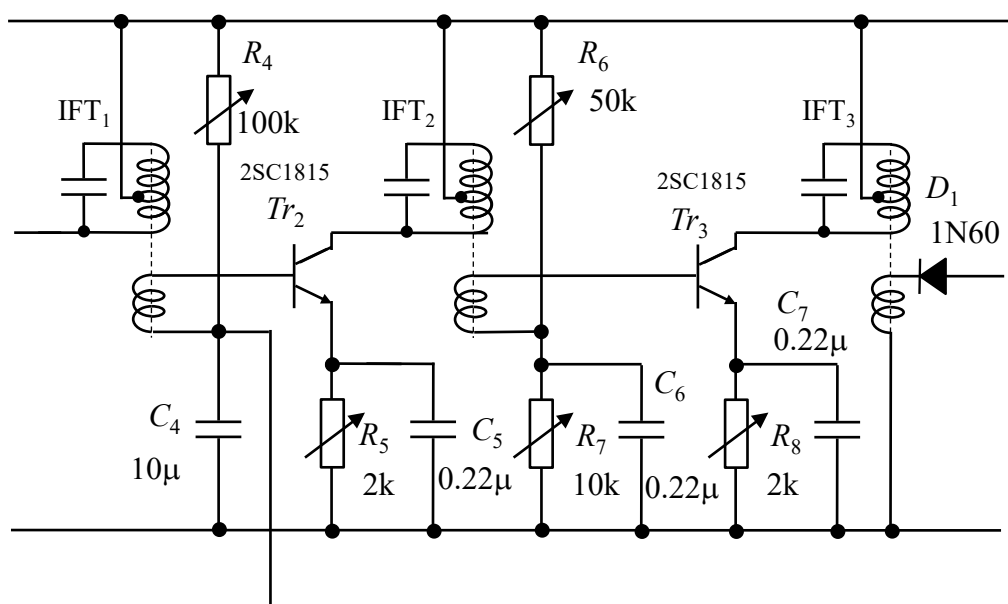 R4
100k
IFT1
2SC1815
Tr2
IFT2
R6
50k
2SC1815
Tr3
IFT3
D1
1N60
C4
10μ
R5
2k
C5
0.22μ
R7
10k
C6
0.22μ
C7
0.22μ
R8
2k